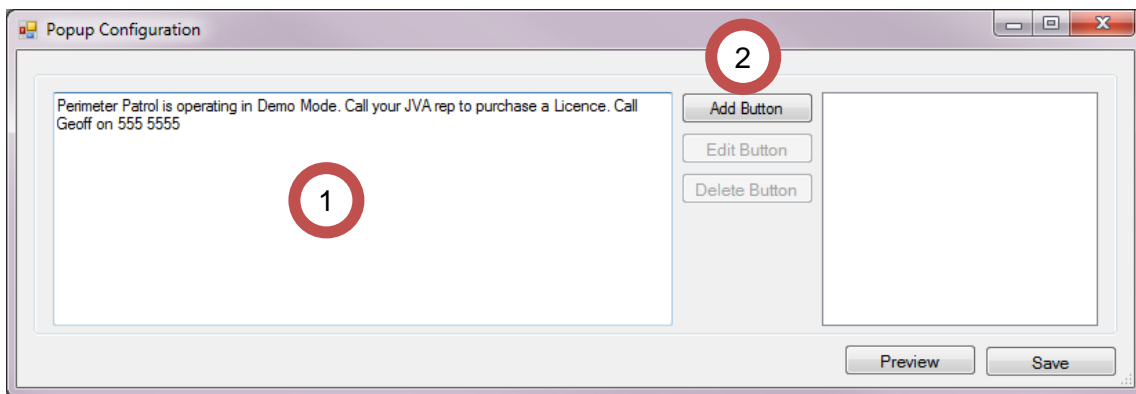 Popup Configuration
2
Perimeter Patrol is operating in Demo Mode. Call your JVA rep to purchase a Licence. Call
Geoff on 555 5555
1
Add Button
Edit Button
Delete Button
Preview
Save